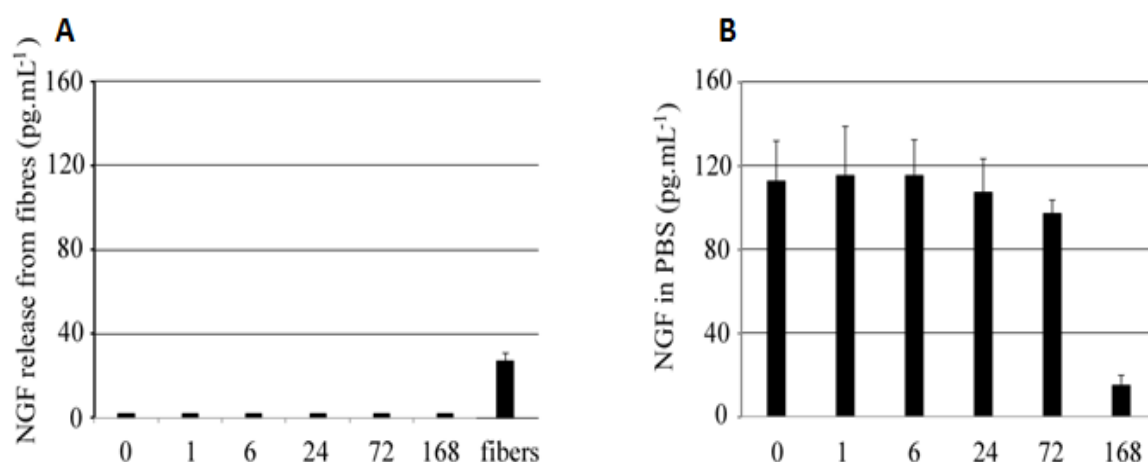 A
NGF release from fibres (pg.mL-1)
160
120
80
40
0
0 1 6 24 72 168 fibers
B
NGF in PBS (pg.mL-1)
160
120
80
40
0
0 1 6 24 72 168